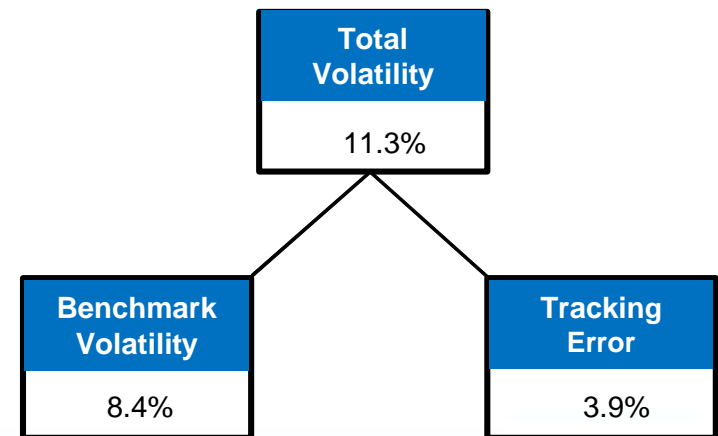 Total
Volatility
11.3%
Benchmark
Volatility
8.4%
Tracking
Error
3.9%